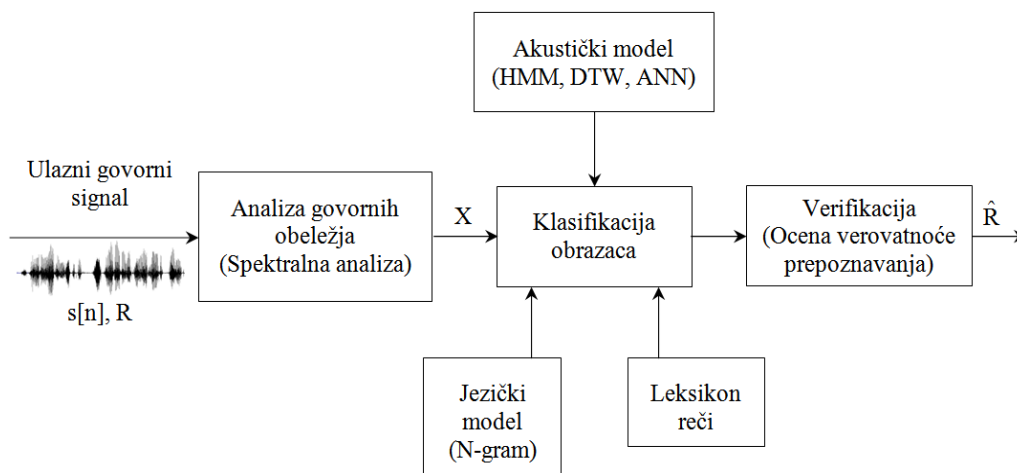 Akustički model
(HMM, DTW, ANN)
Ulazni govorni
signal
s[n], R
Analiza govornih
obeležja
(Spektralna analiza)
X
Klasifikacija
obrazaca
Verifikacija
(Ocena verovatnoće
prepoznavanja)
R̂
Jezički
model
(N-gram)
Leksikon
reči